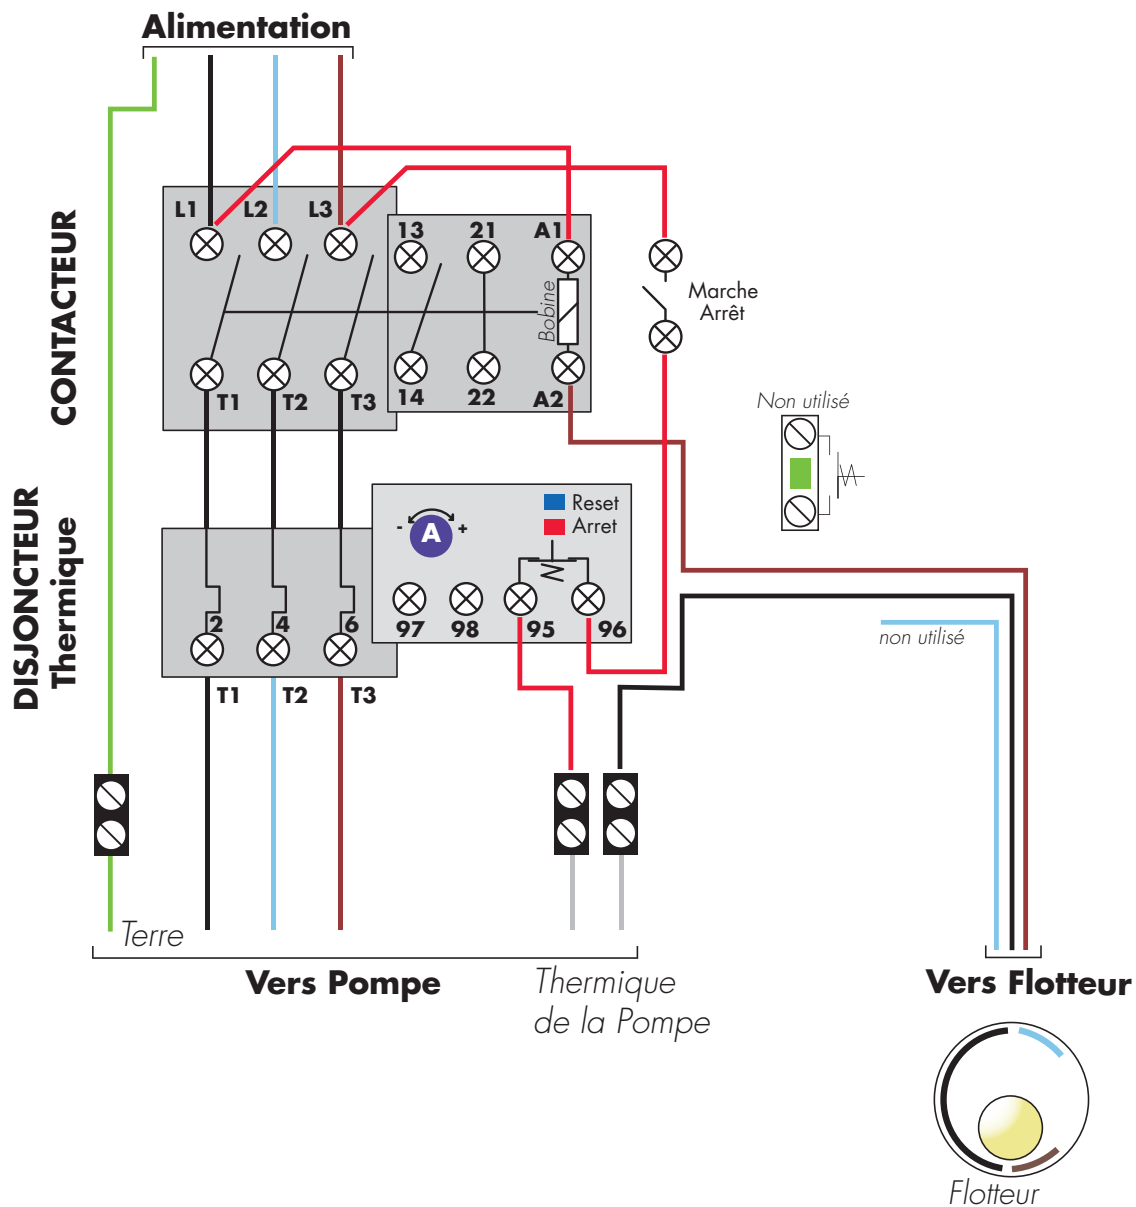 Alimentation
CONTACTEUR
L1 L2 L3
13 21 A1
Bobine
Marche
Arrêt
T1 T2 T3
14 22 A2
Non utilisé
DISJONCTEUR
Thermique
Reset
Arret
- A +
97 98 95 96
2 4 6
T1 T2 T3
non utilisé
Terre
Vers Pompe
Thermique
de la Pompe
Vers Flotteur
Flotteur